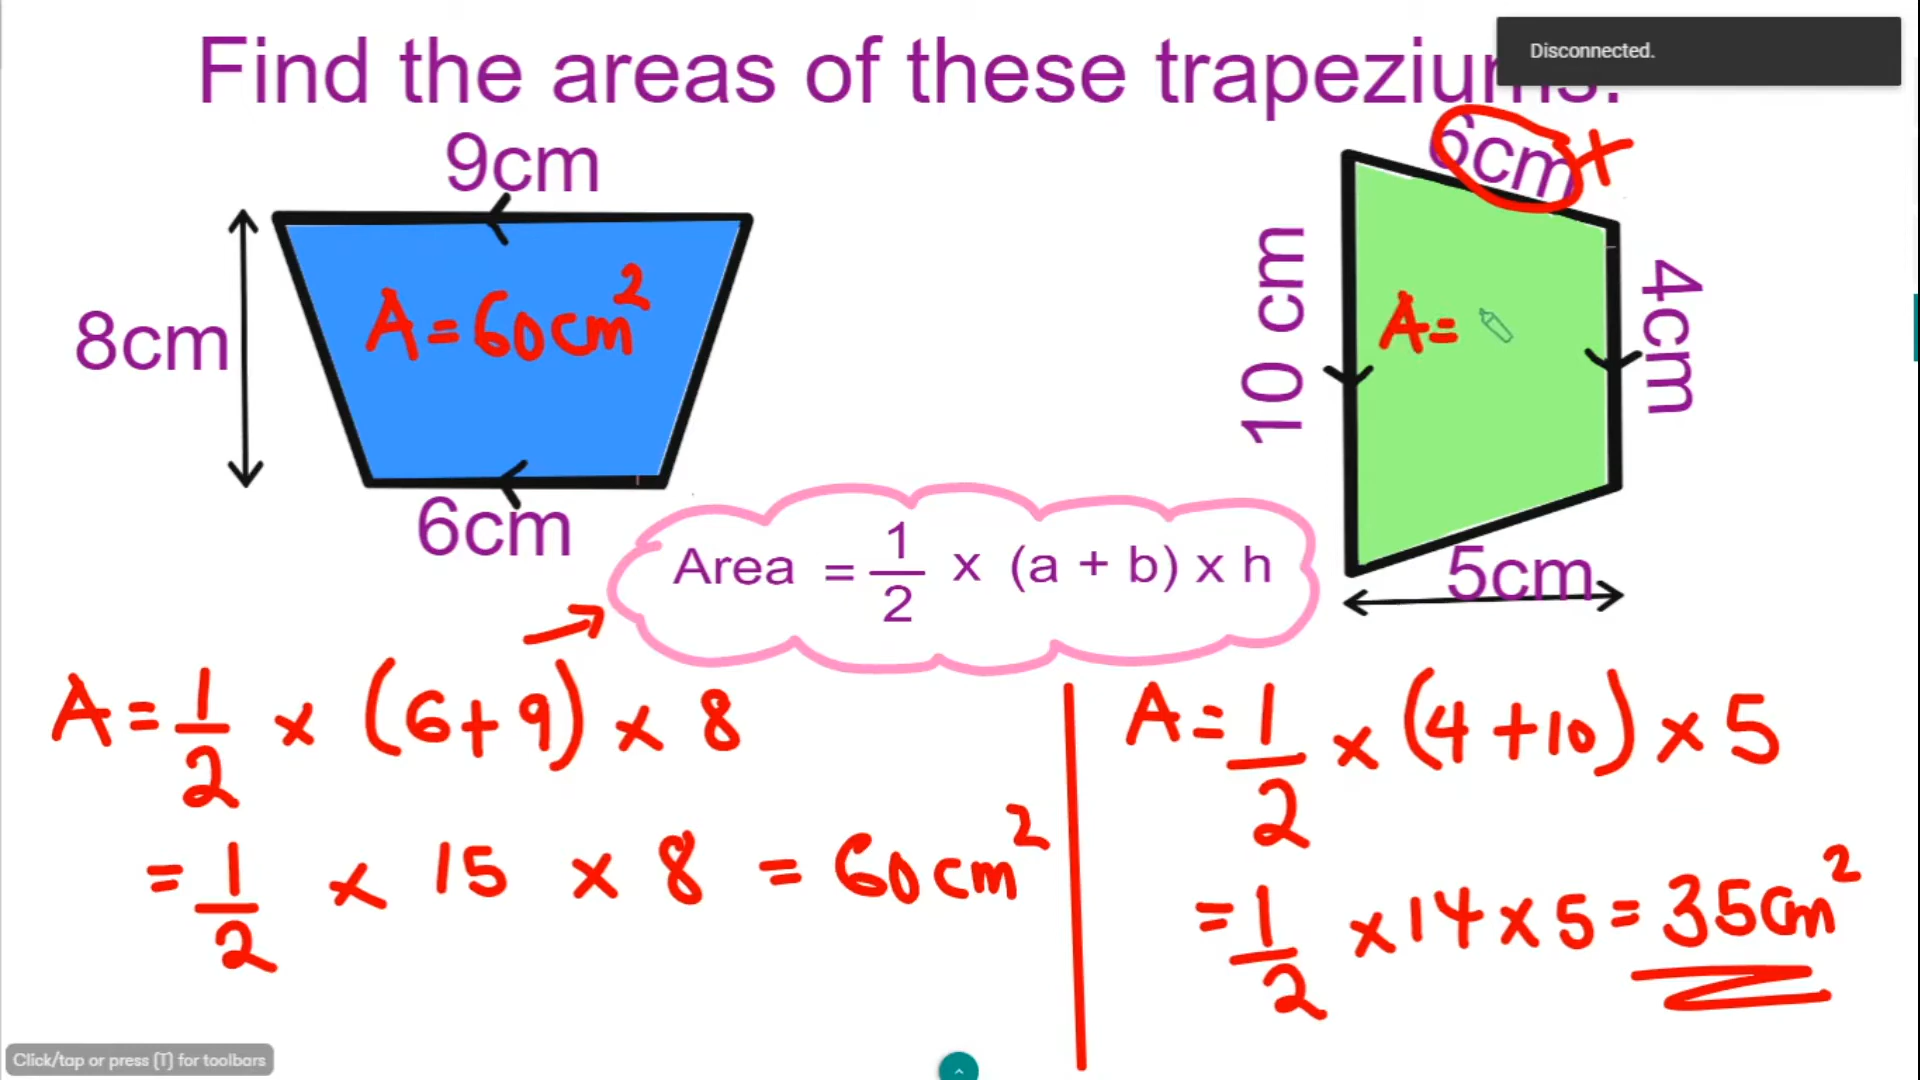 Find the areas of these trapeziums.
Disconnected.
9cm
8cm
A = 60cm²
6cm
6cm ×
10 cm
A =
4cm
5cm
Area = 1/2 x (a + b) x h
A = 1/2 × (6+9) × 8
= 1/2 × 15 × 8 = 60cm²
A = 1/2 × (4+10) × 5
= 1/2 × 14 × 5 = 35cm²
Click/tap or press (T) for toolbars